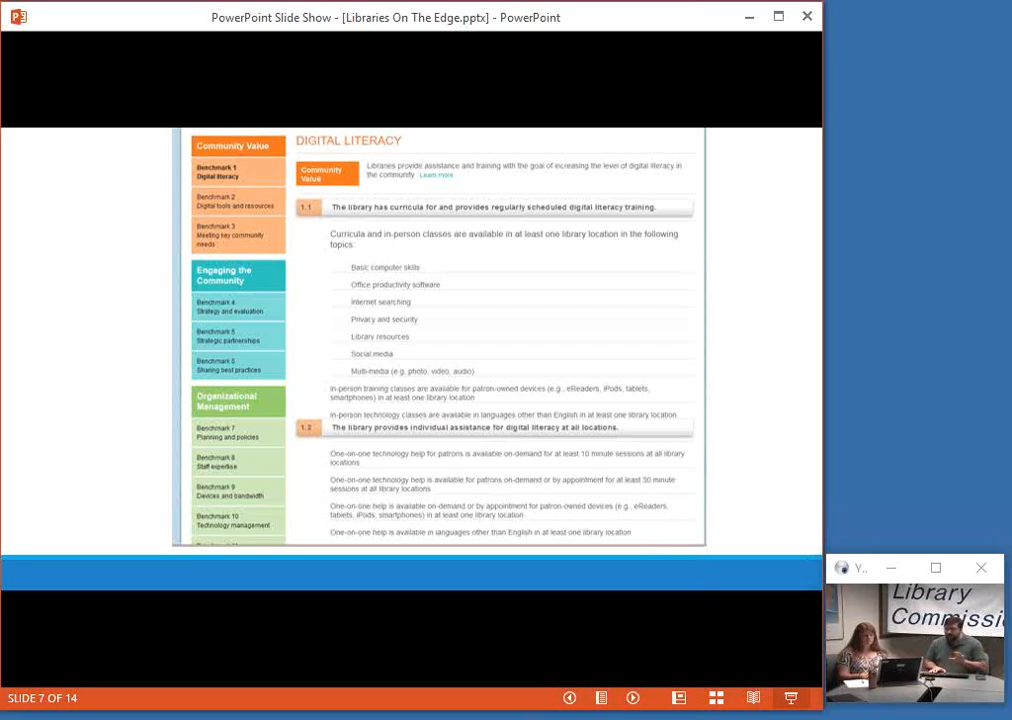 PowerPoint Slide Show - [Libraries On The Edge.pptx] - PowerPoint
Community Value
Benchmark 1
Digital literacy
Benchmark 2
Digital tools and resources
Benchmark 3
Meeting key community
needs
Engaging the
Community
Benchmark 4
Strategy and evaluation
Benchmark 5
Strategic partnerships
Benchmark 6
Sharing best practices
Organizational
Management
Benchmark 7
Planning and policies
Benchmark 8
Staff expertise
Benchmark 9
Devices and bandwidth
Benchmark 10
Technology management
DIGITAL LITERACY
Community
Value
Libraries provide assistance and training with the goal of increasing the level of digital literacy in
the community Learn more
1.1 The library has curricula for and provides regularly scheduled digital literacy training.
Curricula and in-person classes are available in at least one library location in the following
topics:
Basic computer skills
Office productivity software
Internet searching
Privacy and security
Library resources
Social media
Multi-media (e.g. photo, video, audio)
In-person training classes are available for patron-owned devices (e.g., eReaders, iPods, tablets,
smartphones) in at least one library location
In-person technology classes are available in languages other than English in at least one library location
1.2 The library provides individual assistance for digital literacy at all locations.
One-on-one technology help for patrons is available on-demand for at least 10 minute sessions at all library
locations
One-on-one technology help is available for patrons on-demand or by appointment for at least 30 minute
sessions at all library locations
One-on-one help is available on-demand or by appointment for patron-owned devices (e.g., eReaders,
tablets, iPods, smartphones) in at least one library location
One-on-one help is available in languages other than English in at least one library location
Y..
Library
Commissi
SLIDE 7 OF 14